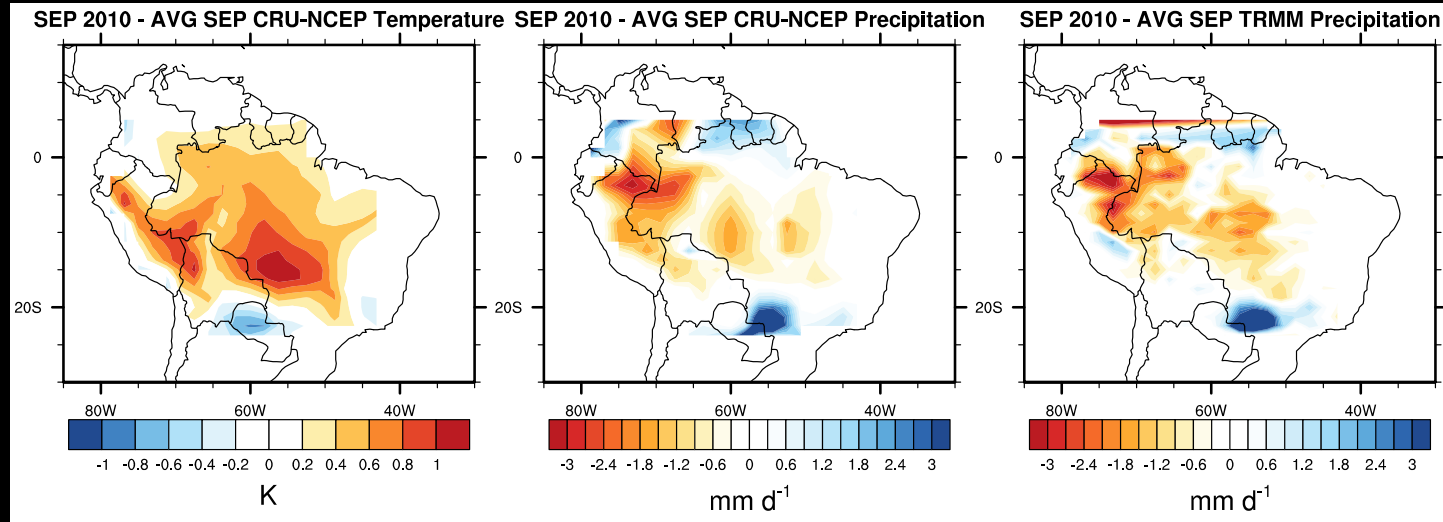 SEP 2010 - AVG SEP CRU-NCEP Temperature
0
20S
80W 60W 40W
-1 -0.8 -0.6 -0.4 -0.2 0 0.2 0.4 0.6 0.8 1
K
SEP 2010 - AVG SEP CRU-NCEP Precipitation
0
20S
80W 60W 40W
-3 -2.4 -1.8 -1.2 -0.6 0 0.6 1.2 1.8 2.4 3
mm d-1
SEP 2010 - AVG SEP TRMM Precipitation
0
20S
80W 60W 40W
-3 -2.4 -1.8 -1.2 -0.6 0 0.6 1.2 1.8 2.4 3
mm d-1